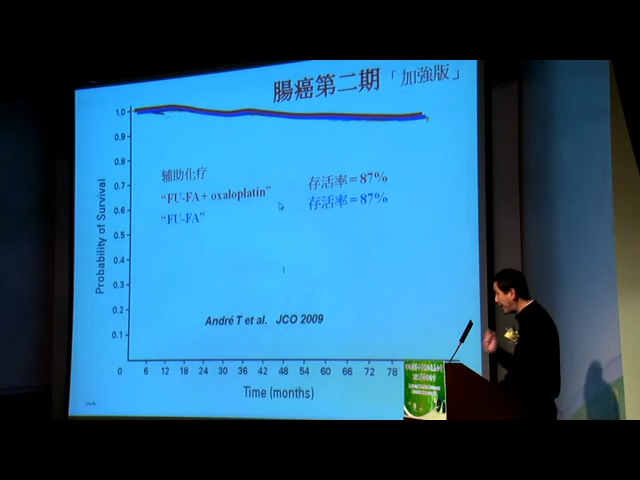 腸癌第二期「加強版」
1.0
0.9
0.8
0.7
0.6
0.5
0.4
0.3
0.2
0.1
Probability of Survival
辅助化疗
"FU-FA+ oxaloplatin" 存活率=87%
"FU-FA" 存活率=87%
André T et al. JCO 2009
0 6 12 18 24 30 36 42 48 54 60 66 72 78
Time (months)